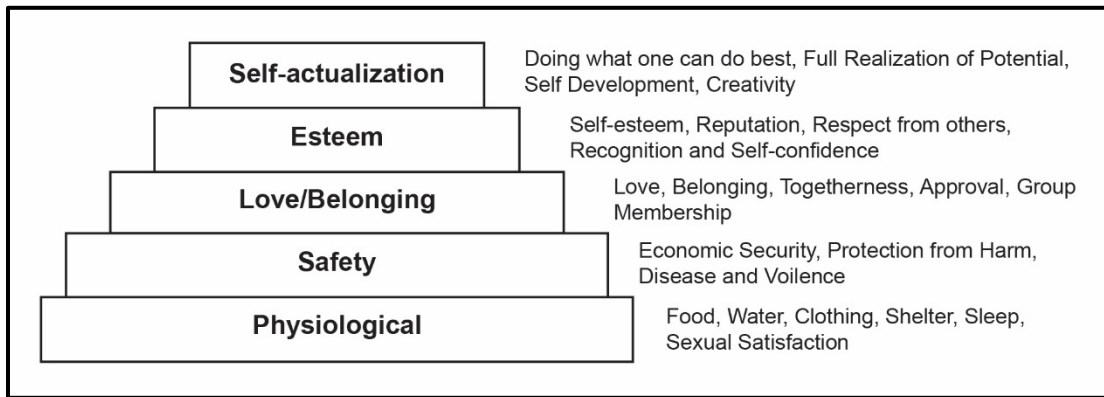 Self-actualization
Doing what one can do best, Full Realization of Potential,
Self Development, Creativity
Esteem
Self-esteem, Reputation, Respect from others,
Recognition and Self-confidence
Love/Belonging
Love, Belonging, Togetherness, Approval, Group
Membership
Safety
Economic Security, Protection from Harm,
Disease and Voilence
Physiological
Food, Water, Clothing, Shelter, Sleep,
Sexual Satisfaction